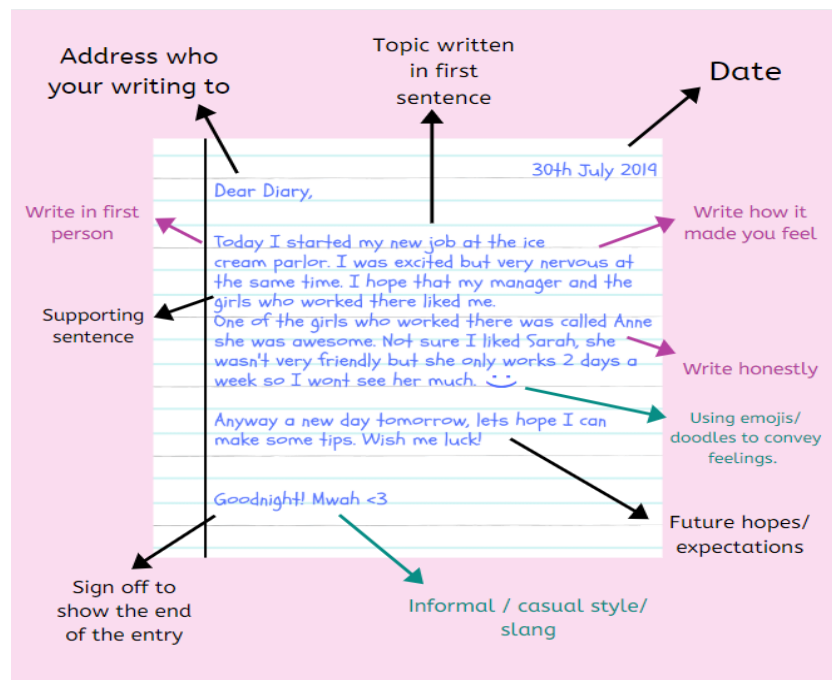 Address who
your writing to
Topic written
in first
sentence
Date
30th July 2019
Dear Diary,
Write in first
person
Write how it
made you feel
Today I started my new job at the ice
cream parlor. I was excited but very nervous at
the same time. I hope that my manager and the
girls who worked there liked me.
One of the girls who worked there was called Anne
she was awesome. Not sure I liked Sarah, she
wasn't very friendly but she only works 2 days a
week so I wont see her much.
Supporting
sentence
Write honestly
Using emojis/
doodles to convey
feelings.
Anyway a new day tomorrow, lets hope I can
make some tips. Wish me luck!
Goodnight! Mwah <3
Future hopes/
expectations
Sign off to
show the end
of the entry
Informal / casual style/
slang